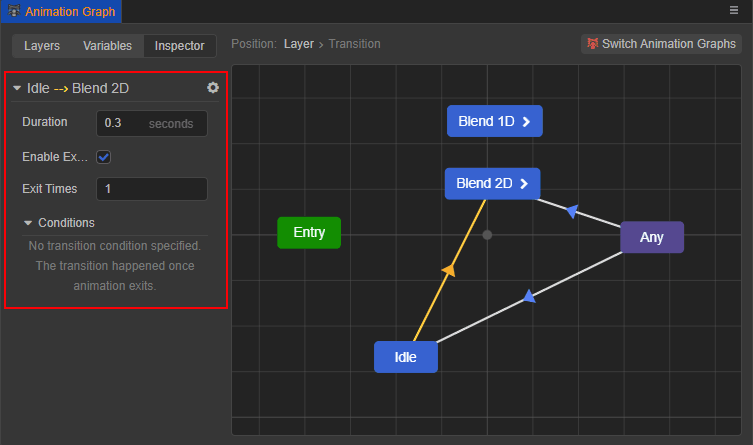 Animation Graph
Layers Variables Inspector
Position: Layer > Transition
Switch Animation Graphs
Idle --> Blend 2D
Duration 0.3 seconds
Enable Ex...
Exit Times 1
Conditions
No transition condition specified.
The transition happened once
animation exits.
Blend 1D >
Blend 2D >
Entry
Any
Idle